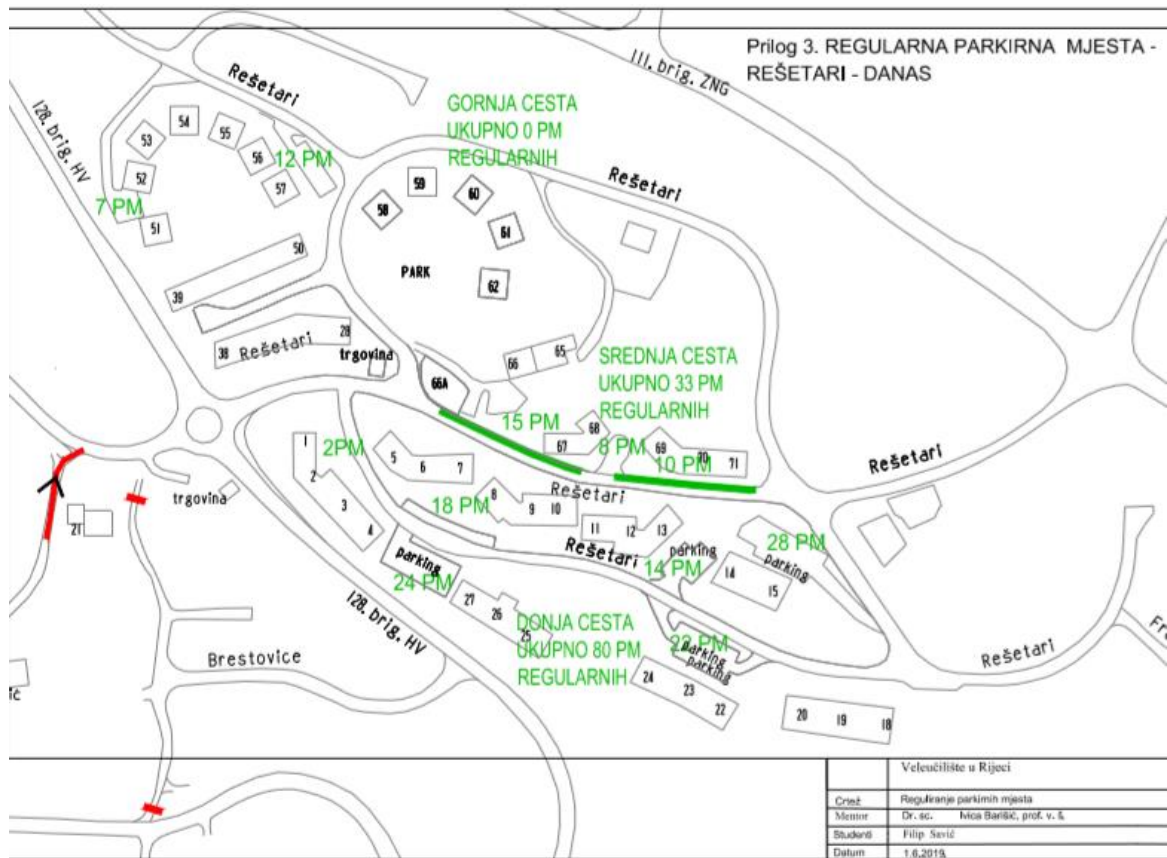 Prilog 3. REGULARNA PARKIRNA MJESTA -
REŠETARI - DANAS
III. brig. ZNG
Rešetari
128. brig. HV
GORNJA CESTA
UKUPNO 0 PM
REGULARNIH
54
53
55
56
12 PM
52
57
7 PM
51
59
60
58
61
Rešetari
50
PARK
62
39
28
38
Rešetari
trgovina
66
65
66A
SREDNJA CESTA
UKUPNO 33 PM
REGULARNIH
15 PM
68
67
8 PM
69
70
71
10 PM
1
2PM
2
3
4
5
6
7
Rešetari
Rešetari
trgovina
21
18 PM
8
9
10
11
12
13
Rešetari
parking
14 PM
28 PM
parking
14
15
parking
24 PM
27
26
25
128. brig. HV
DONJA CESTA
UKUPNO 80 PM
REGULARNIH
22 PM
parking
parking
24
23
22
Rešetari
Fr
Brestovice
ić
20
19
18
Veleučilište u Rijeci
Crtež Reguliranje parkirnih mjesta
Mentor Dr. sc. Ivica Barišić, prof. v. š.
Studenti Filip Savić
Datum 1.6.2019.